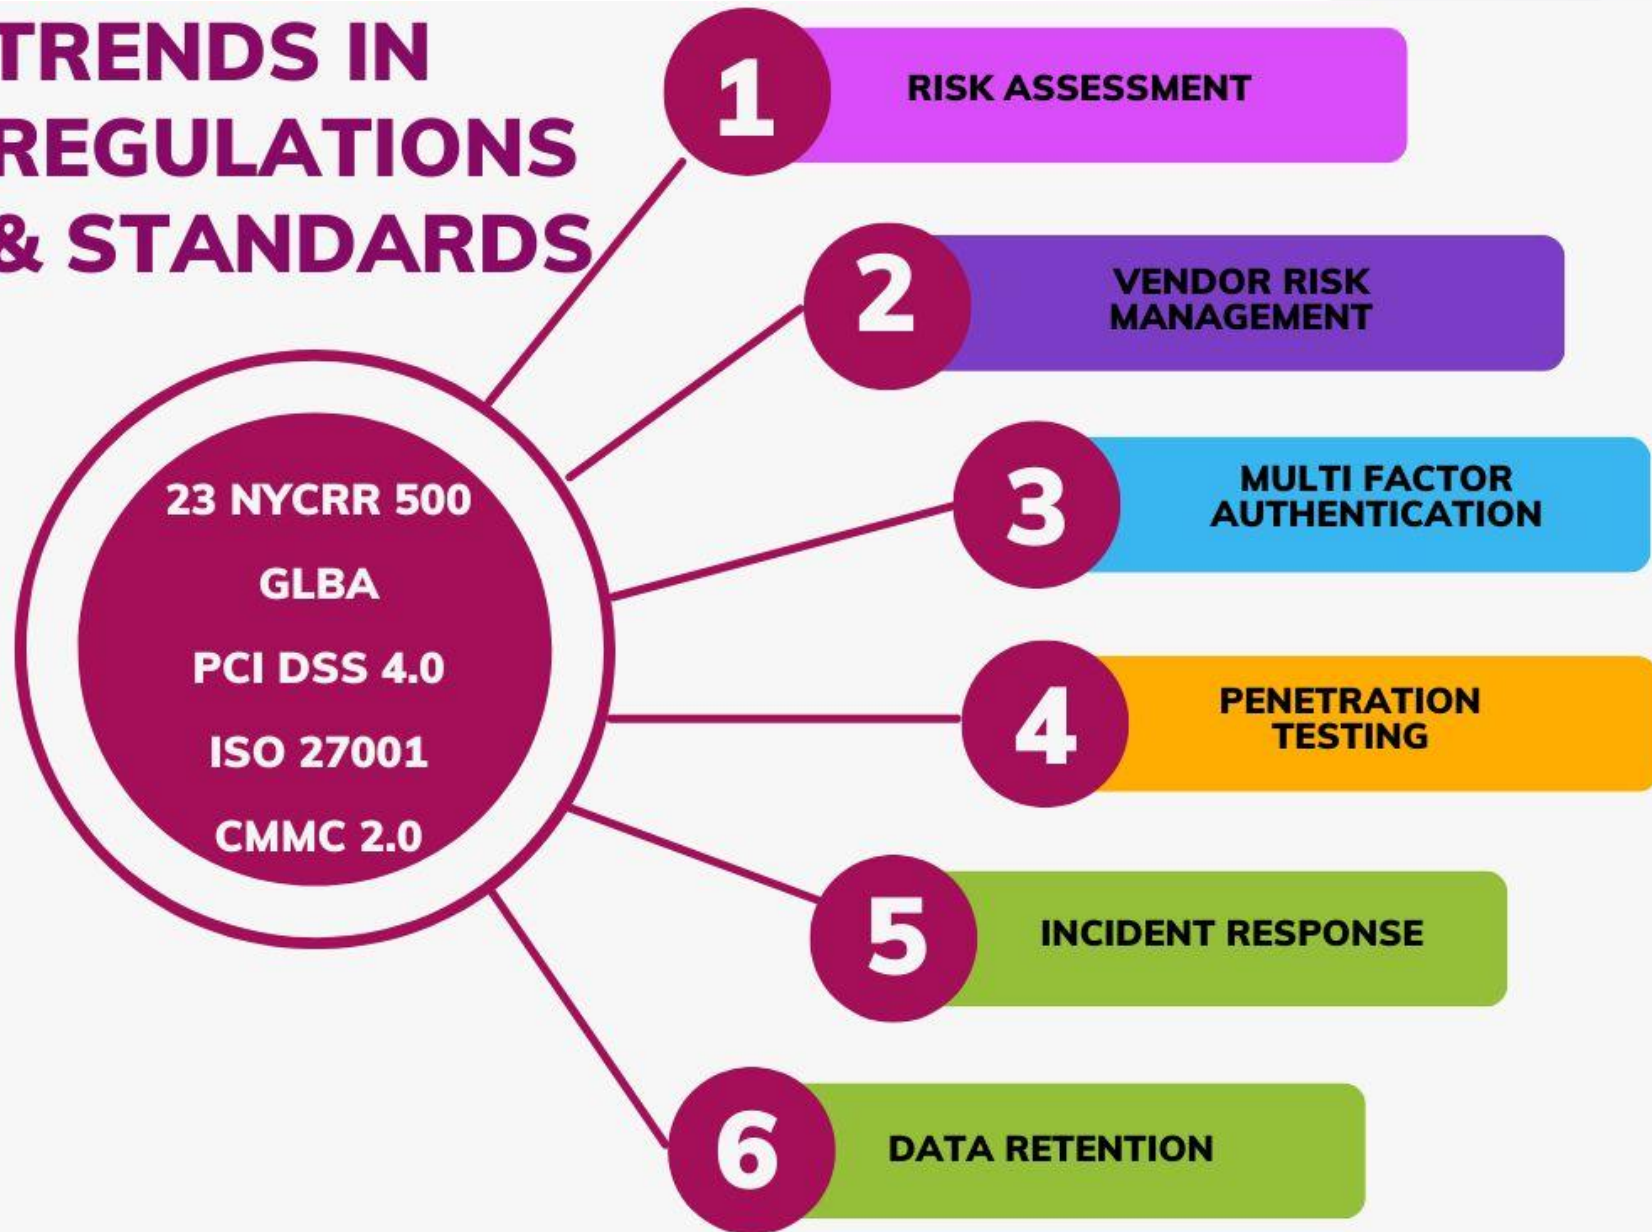 TRENDS IN
REGULATIONS
& STANDARDS
23 NYCRR 500
GLBA
PCI DSS 4.0
ISO 27001
CMMC 2.0
1
RISK ASSESSMENT
2
VENDOR RISK
MANAGEMENT
3
MULTI FACTOR
AUTHENTICATION
4
PENETRATION
TESTING
5
INCIDENT RESPONSE
6
DATA RETENTION